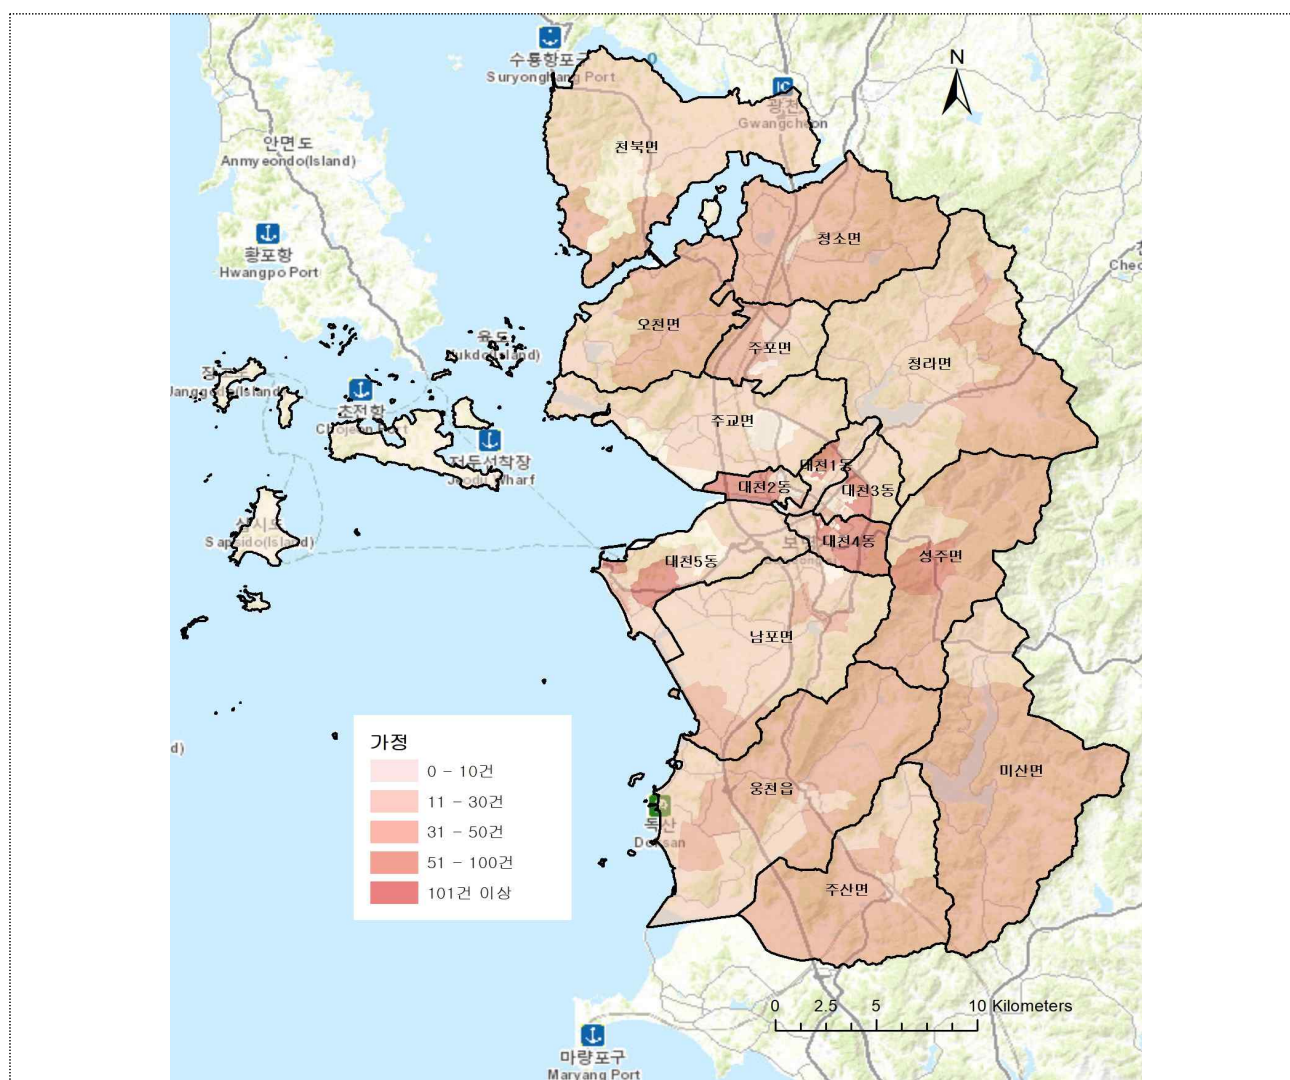 수룡항포구
Suryonghang Port
N
광천
Gwangcheon
안면도
Anmyeondo(Island)
천북면
황포항
Hwangpo Port
청소면
오천면
주포면
청라면
육도
초전항
Chojeon Port
주교면
저두선착장
Jeodu Wharf
대천1동
대천2동
대천3동
삽시도
Sapsido(Island)
대천4동
대천5동
성주면
남포면
가정
0 - 10건
11 - 30건
31 - 50건
51 - 100건
101건 이상
미산면
웅천읍
독산
주산면
0 2.5 5 10 Kilometers
마량포구
Maryang Port